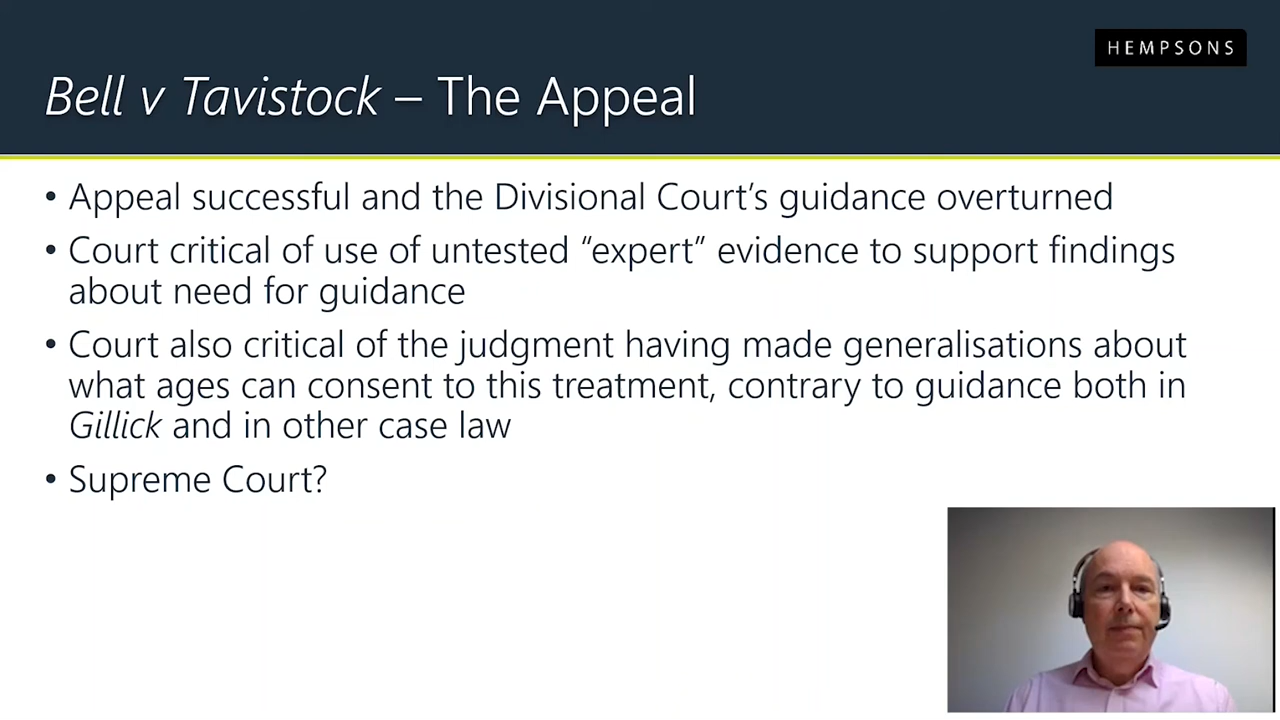 HEMPSONS
Bell v Tavistock – The Appeal
• Appeal successful and the Divisional Court’s guidance overturned
• Court critical of use of untested “expert” evidence to support findings
about need for guidance
• Court also critical of the judgment having made generalisations about
what ages can consent to this treatment, contrary to guidance both in
Gillick and in other case law
• Supreme Court?